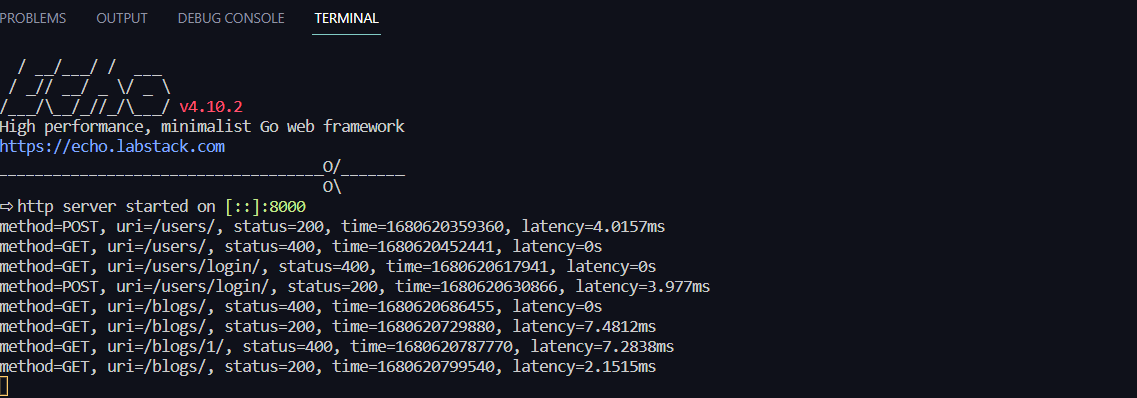 PROBLEMS OUTPUT DEBUG CONSOLE TERMINAL
   / __/___/ /  ___
  / _// __/ _ \/ _ \
/___/\__/_//_/\___/ v4.10.2
High performance, minimalist Go web framework
https://echo.labstack.com
____________________________________O/_______
                                    O\
⇨ http server started on [::]:8000
method=POST, uri=/users/, status=200, time=1680620359360, latency=4.0157ms
method=GET, uri=/users/, status=400, time=1680620452441, latency=0s
method=GET, uri=/users/login/, status=400, time=1680620617941, latency=0s
method=POST, uri=/users/login/, status=200, time=1680620630866, latency=3.977ms
method=GET, uri=/blogs/, status=400, time=1680620686455, latency=0s
method=GET, uri=/blogs/, status=200, time=1680620729880, latency=7.4812ms
method=GET, uri=/blogs/1/, status=400, time=1680620787770, latency=7.2838ms
method=GET, uri=/blogs/, status=200, time=1680620799540, latency=2.1515ms